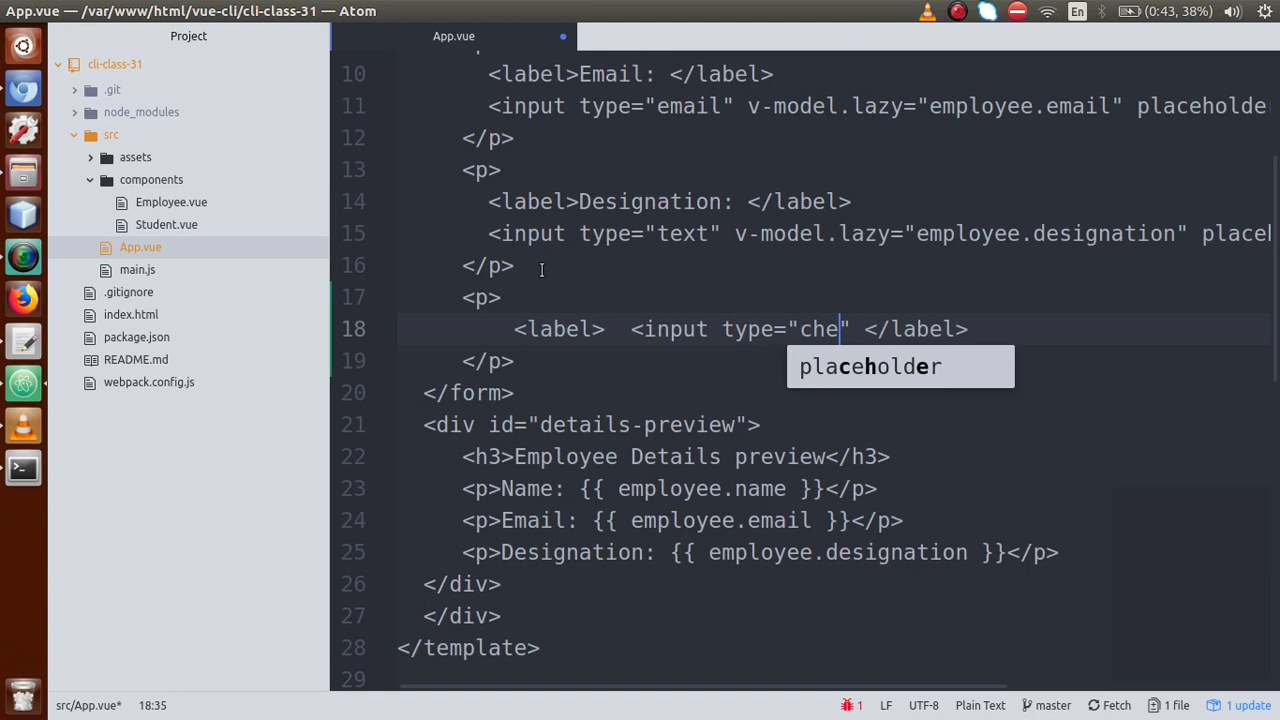 App.vue — /var/www/html/vue-cli/cli-class-31 — Atom
En
(0:43, 38%)
Project
App.vue
cli-class-31
.git
node_modules
src
assets
components
Employee.vue
Student.vue
App.vue
main.js
.gitignore
index.html
package.json
README.md
webpack.config.js
10 <label>Email: </label>
11 <input type="email" v-model.lazy="employee.email" placeholde
12 </p>
13 <p>
14 <label>Designation: </label>
15 <input type="text" v-model.lazy="employee.designation" placeh
16 </p>
17 <p>
18 <label>  <input type="che" </label>
placeholder
19 </p>
20 </form>
21 <div id="details-preview">
22 <h3>Employee Details preview</h3>
23 <p>Name: {{ employee.name }}</p>
24 <p>Email: {{ employee.email }}</p>
25 <p>Designation: {{ employee.designation }}</p>
26 </div>
27 </div>
28 </template>
29
src/App.vue* 18:35 1 LF UTF-8 Plain Text master Fetch 1 file 1 update